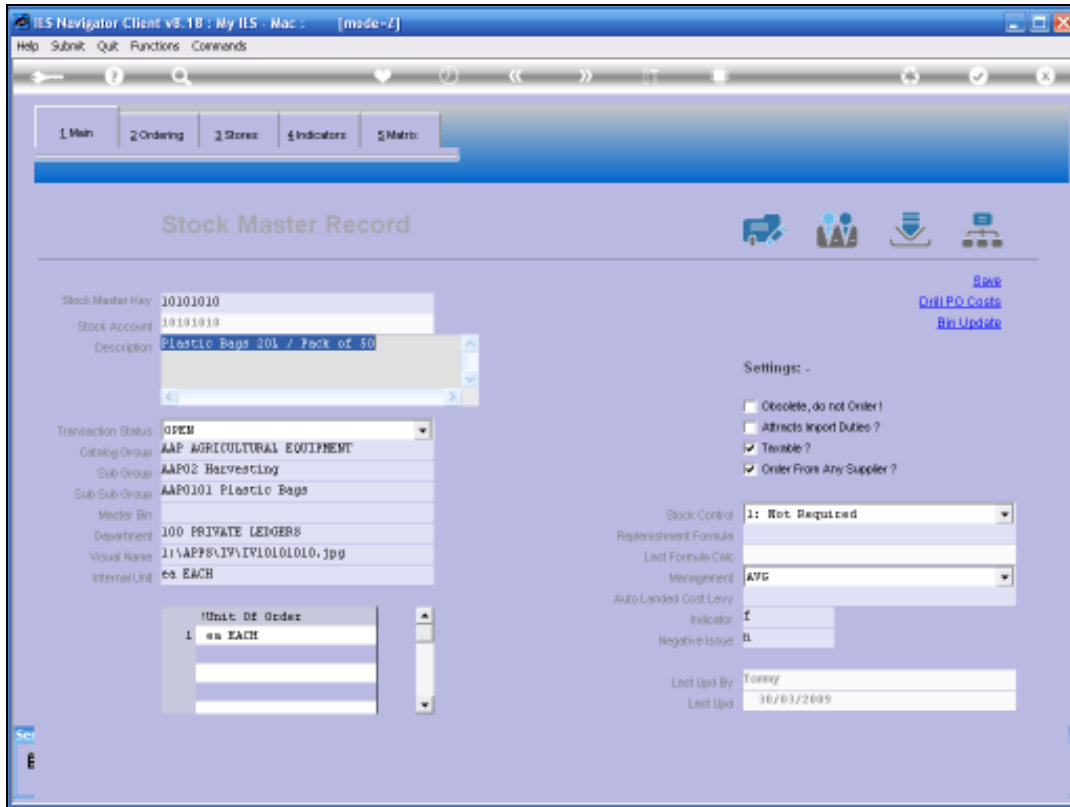 IES Navigator Client v8.18 : My IES - Mac : [mode=Z]
Help Submit Quit Functions Commands
1 Main 2 Ordering 3 Stores 4 Indicators 5 Matrix
Stock Master Record
Save
Drill PO Costs
Bin Update
Stock Master Key 10101010
Stock Account 10101010
Description Plastic Bags 20l / Pack of 50
Transaction Status OPEN
Catalog Group AAP AGRICULTURAL EQUIPMENT
Sub Group AAP02 Harvesting
Sub Sub Group AAP0101 Plastic Bags
Master Bin
Department 100 PRIVATE LEDGERS
Visual Name l:\APPS\IV\IV10101010.jpg
Internal Unit ea EACH
!Unit Of Order
1 ea EACH
Settings: -
Obsolete, do not Order !
Attracts Import Duties ?
Taxable ?
Order From Any Supplier ?
Stock Control 1: Not Required
Replenishment Formula
Last Formula Calc
Management AVG
Auto Landed Cost Levy
Indicator f
Negative Issue n
Last Upd By Tommy
Last Upd 30/03/2009